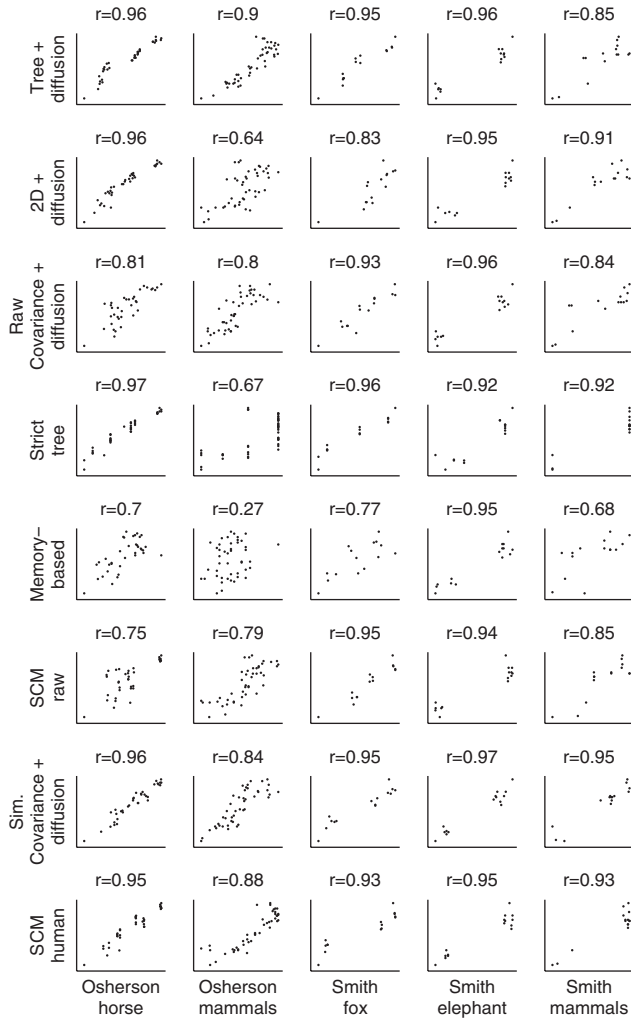 r=0.96 r=0.9 r=0.95 r=0.96 r=0.85
Tree +
diffusion
r=0.96 r=0.64 r=0.83 r=0.95 r=0.91
2D +
diffusion
r=0.81 r=0.8 r=0.93 r=0.96 r=0.84
Raw
Covariance +
diffusion
r=0.97 r=0.67 r=0.96 r=0.92 r=0.92
Strict
tree
r=0.7 r=0.27 r=0.77 r=0.95 r=0.68
Memory−
based
r=0.75 r=0.79 r=0.95 r=0.94 r=0.85
SCM
raw
r=0.96 r=0.84 r=0.95 r=0.97 r=0.95
Sim.
Covariance +
diffusion
r=0.95 r=0.88 r=0.93 r=0.95 r=0.93
SCM
human
Osherson Osherson Smith Smith Smith
horse mammals fox elephant mammals